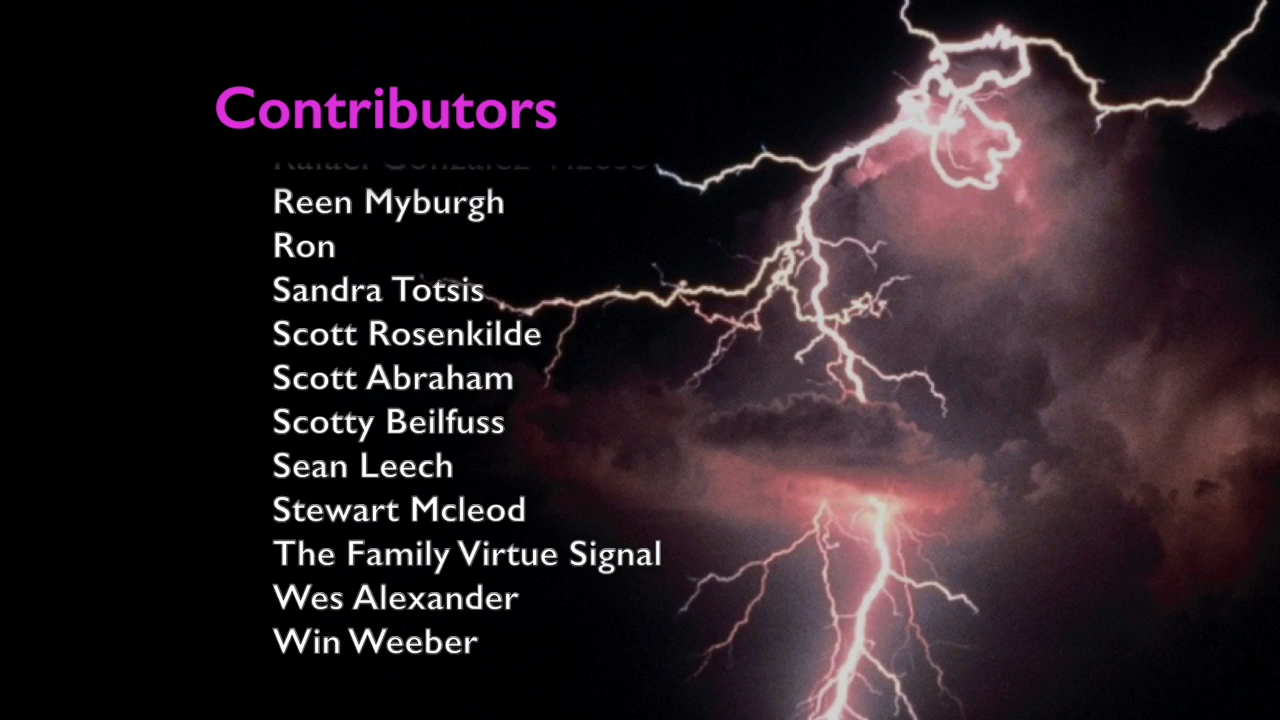 Contributors
Reen Myburgh
Ron
Sandra Totsis
Scott Rosenkilde
Scott Abraham
Scotty Beilfuss
Sean Leech
Stewart Mcleod
The Family Virtue Signal
Wes Alexander
Win Weeber